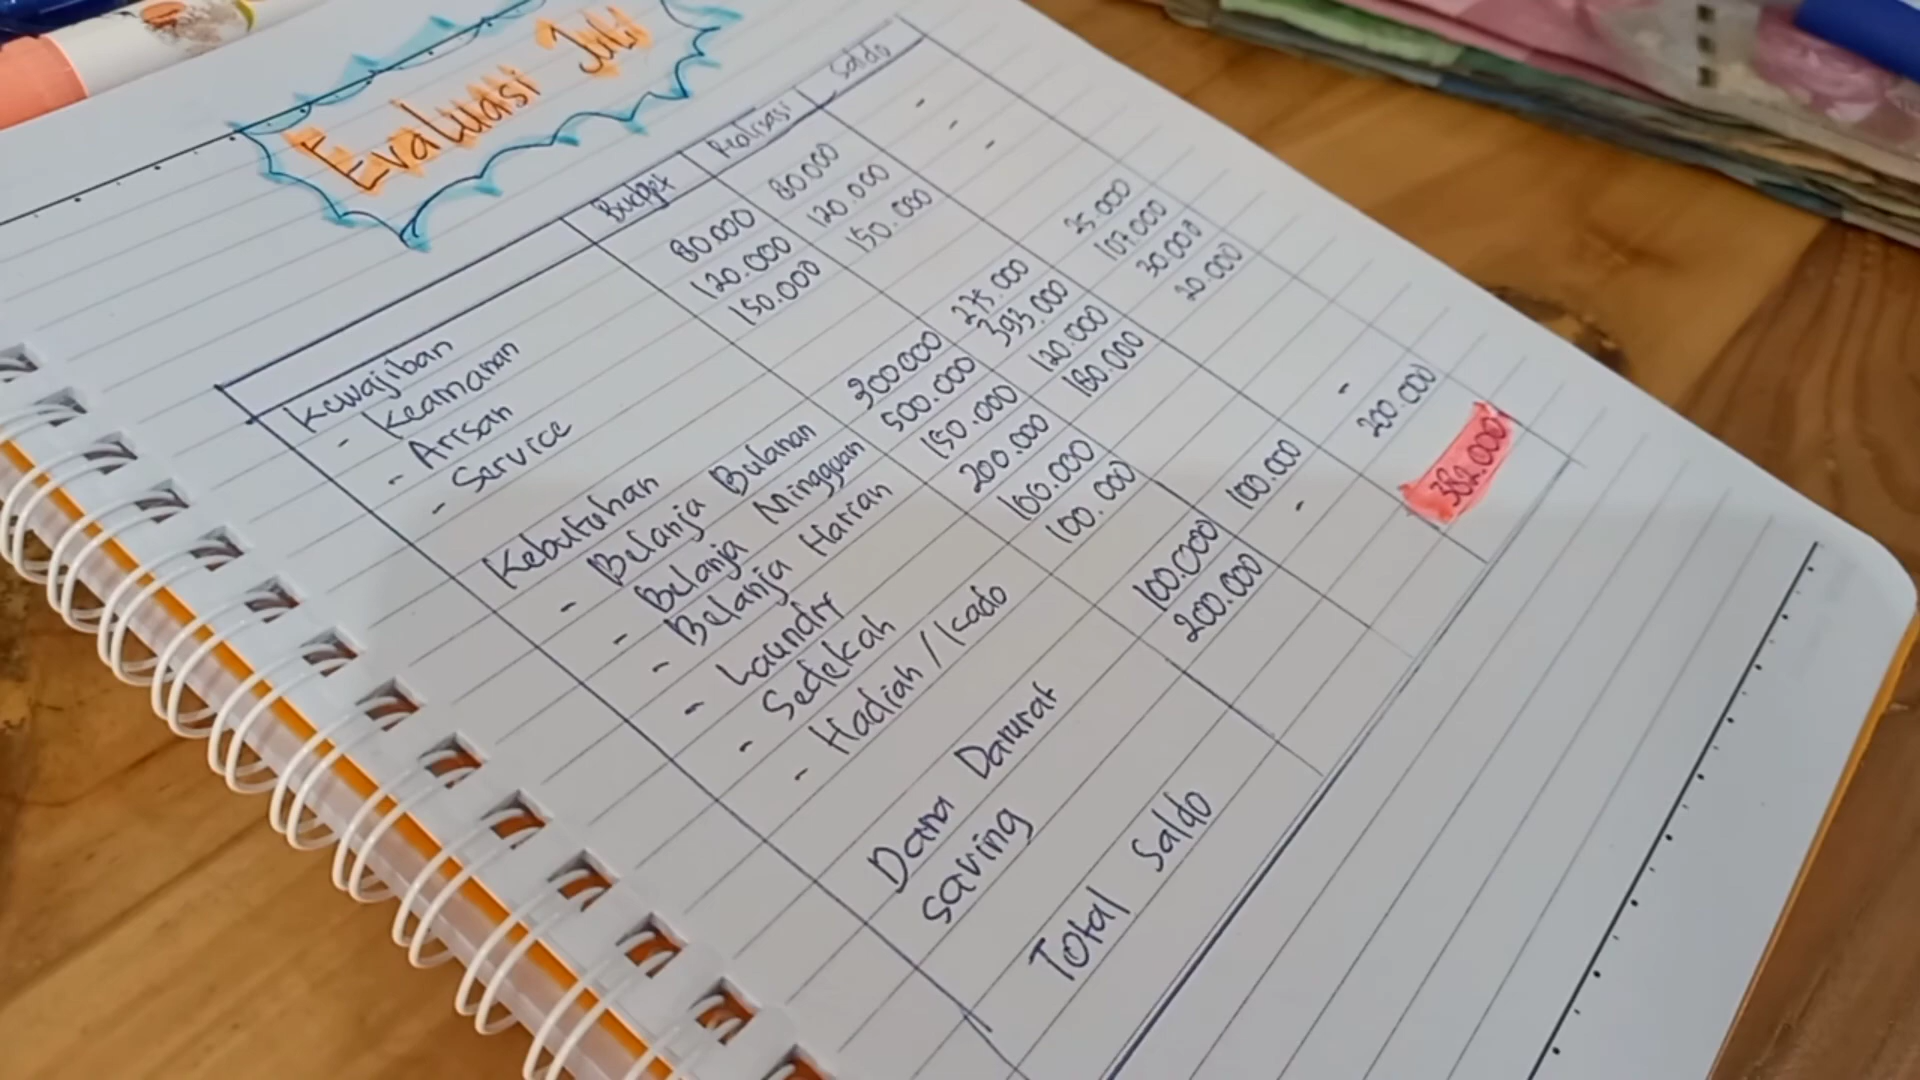 Evaluasi Juli
Budget Realisasi Saldo
Kewajiban
- Keamanan 80.000 80.000 -
- Arisan 120.000 120.000 -
- Service 150.000 150.000 -
Kebutuhan
- Belanja Bulanan 300.000 275.000 25.000
- Belanja Mingguan 500.000 393.000 107.000
- Belanja Harian 150.000 120.000 30.000
- Laundry 200.000 180.000 20.000
- Sedekah 100.000
- Hadiah / Kado 100.000
Dana Darurat 100.000 100.000 -
Saving 200.000 - 200.000
Total Saldo 382.000